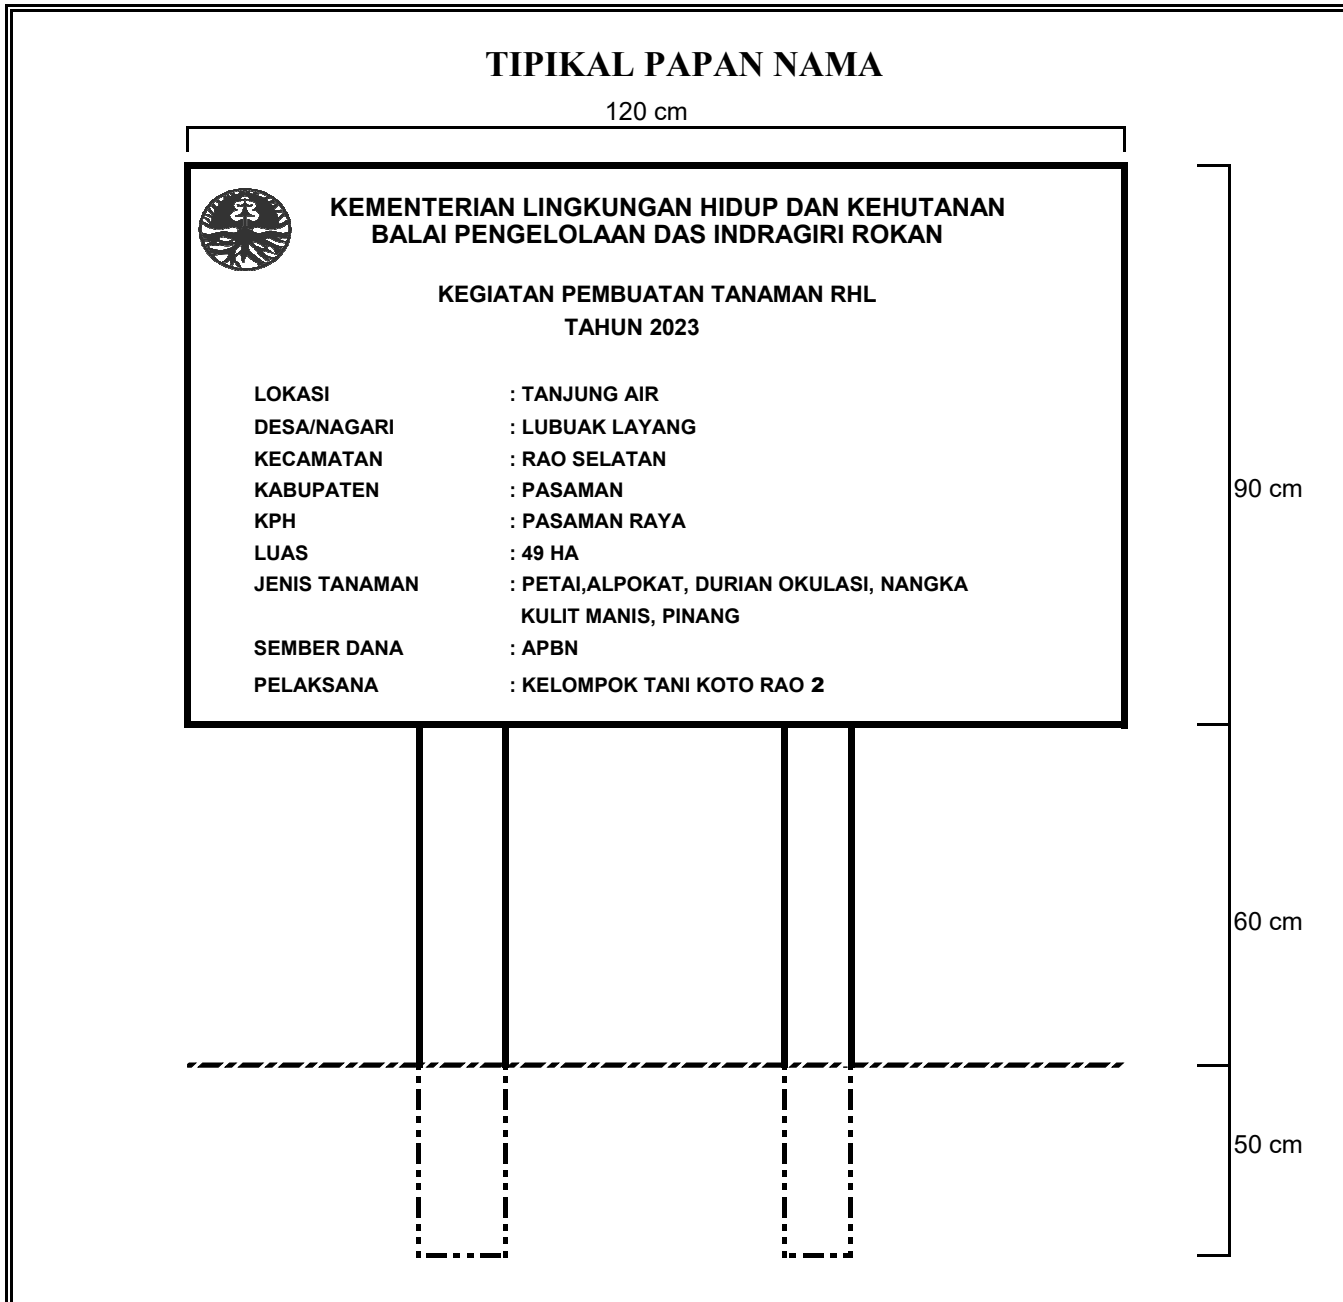 TIPIKAL PAPAN NAMA
120 cm
KEMENTERIAN LINGKUNGAN HIDUP DAN KEHUTANAN
BALAI PENGELOLAAN DAS INDRAGIRI ROKAN
KEGIATAN PEMBUATAN TANAMAN RHL
TAHUN 2023
LOKASI : TANJUNG AIR
DESA/NAGARI : LUBUAK LAYANG
KECAMATAN : RAO SELATAN
KABUPATEN : PASAMAN
KPH : PASAMAN RAYA
LUAS : 49 HA
JENIS TANAMAN : PETAI,ALPOKAT, DURIAN OKULASI, NANGKA
KULIT MANIS, PINANG
SEMBER DANA : APBN
PELAKSANA : KELOMPOK TANI KOTO RAO 2
90 cm
60 cm
50 cm